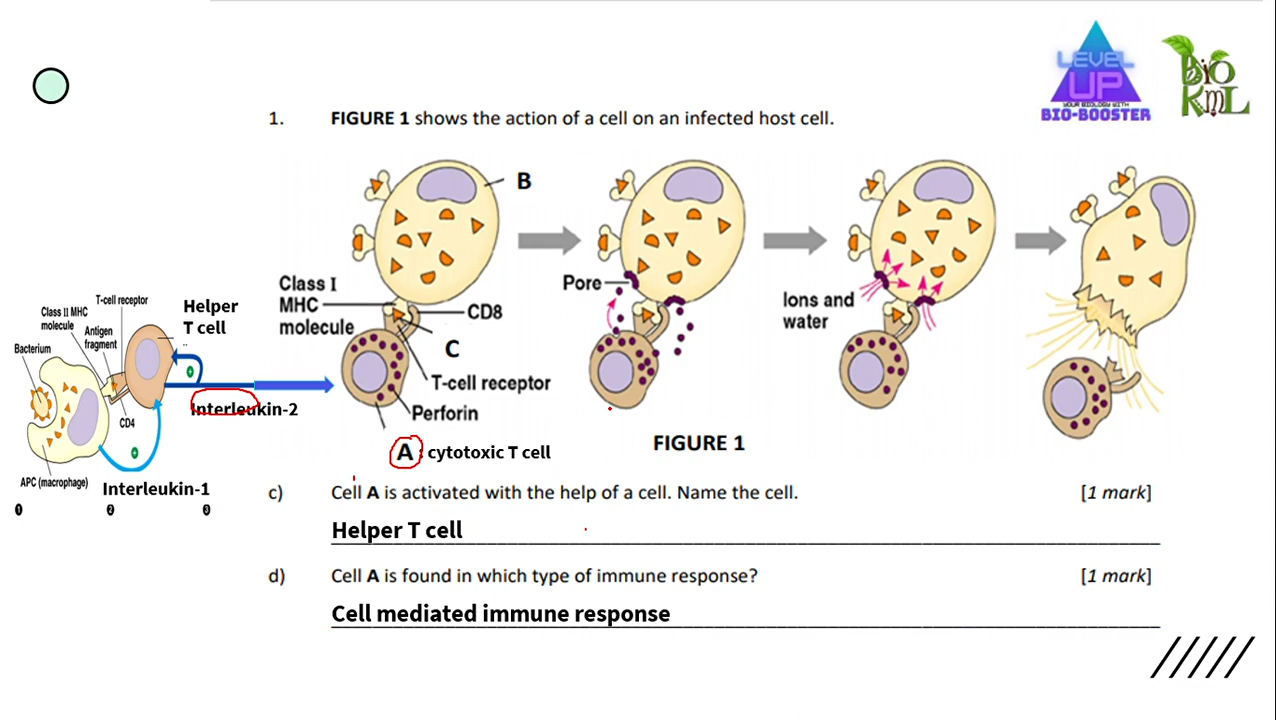 LEVEL
UP
YOUR BIOLOGY WITH
BIO-BOOSTER
BiO
KmL
1. FIGURE 1 shows the action of a cell on an infected host cell.
B
Class I
MHC
molecule
CD8
C
T-cell receptor
Perforin
A: cytotoxic T cell
Pore
Ions and
water
FIGURE 1
T-cell receptor
Class II MHC
molecule
Antigen
fragment
Bacterium
Helper
T cell
+
Interleukin-2
CD4
+
APC (macrophage)
Interleukin-1
c) Cell A is activated with the help of a cell. Name the cell. [1 mark]
Helper T cell
d) Cell A is found in which type of immune response? [1 mark]
Cell mediated immune response